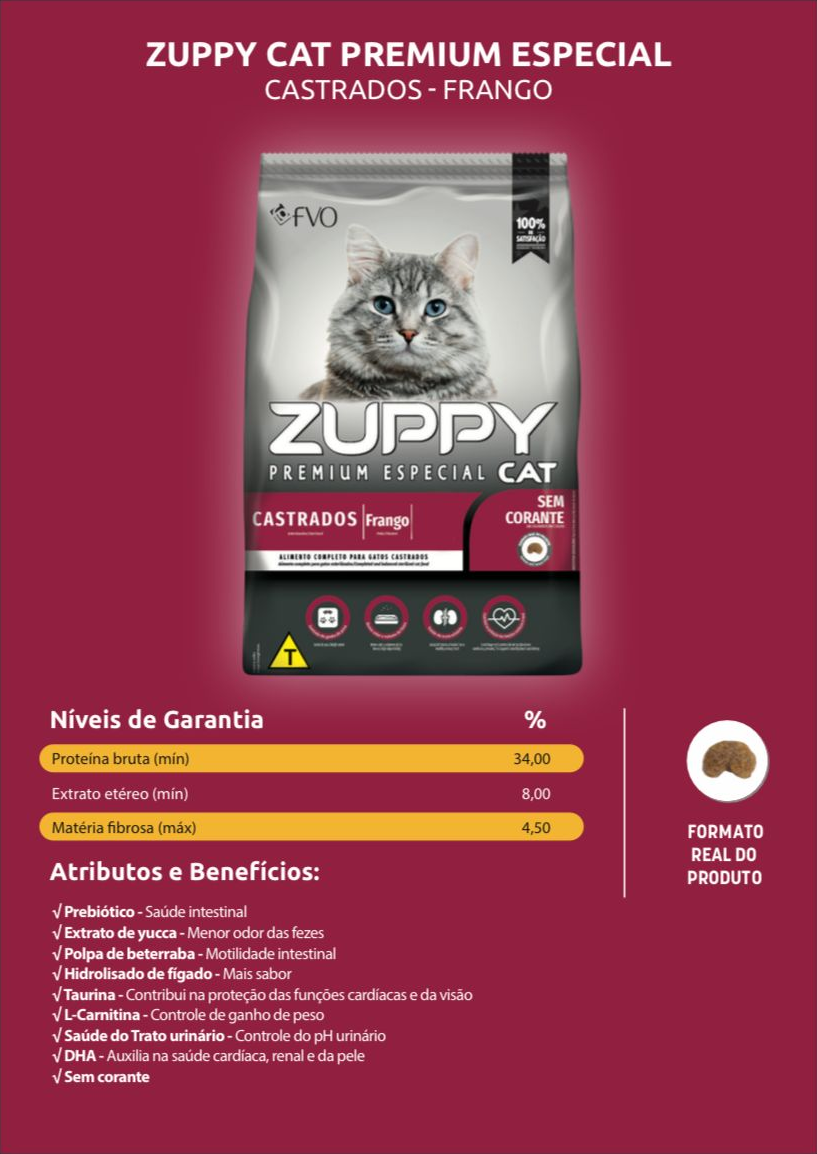 ZUPPY CAT PREMIUM ESPECIAL
CASTRADOS - FRANGO
FVO
100%
DE
SATISFAÇÃO
ZUPPY
PREMIUM ESPECIAL CAT
CASTRADOS Frango
SEM
CORANTE
ALIMENTO COMPLETO PARA GATOS CASTRADOS
T
Níveis de Garantia %
Proteína bruta (mín) 34,00
Extrato etéreo (mín) 8,00
Matéria fibrosa (máx) 4,50
FORMATO
REAL DO
PRODUTO
Atributos e Benefícios:
√ Prebiótico - Saúde intestinal
√ Extrato de yucca - Menor odor das fezes
√ Polpa de beterraba - Motilidade intestinal
√ Hidrolisado de fígado - Mais sabor
√ Taurina - Contribui na proteção das funções cardíacas e da visão
√ L-Carnitina - Controle de ganho de peso
√ Saúde do Trato urinário - Controle do pH urinário
√ DHA - Auxilia na saúde cardíaca, renal e da pele
√ Sem corante